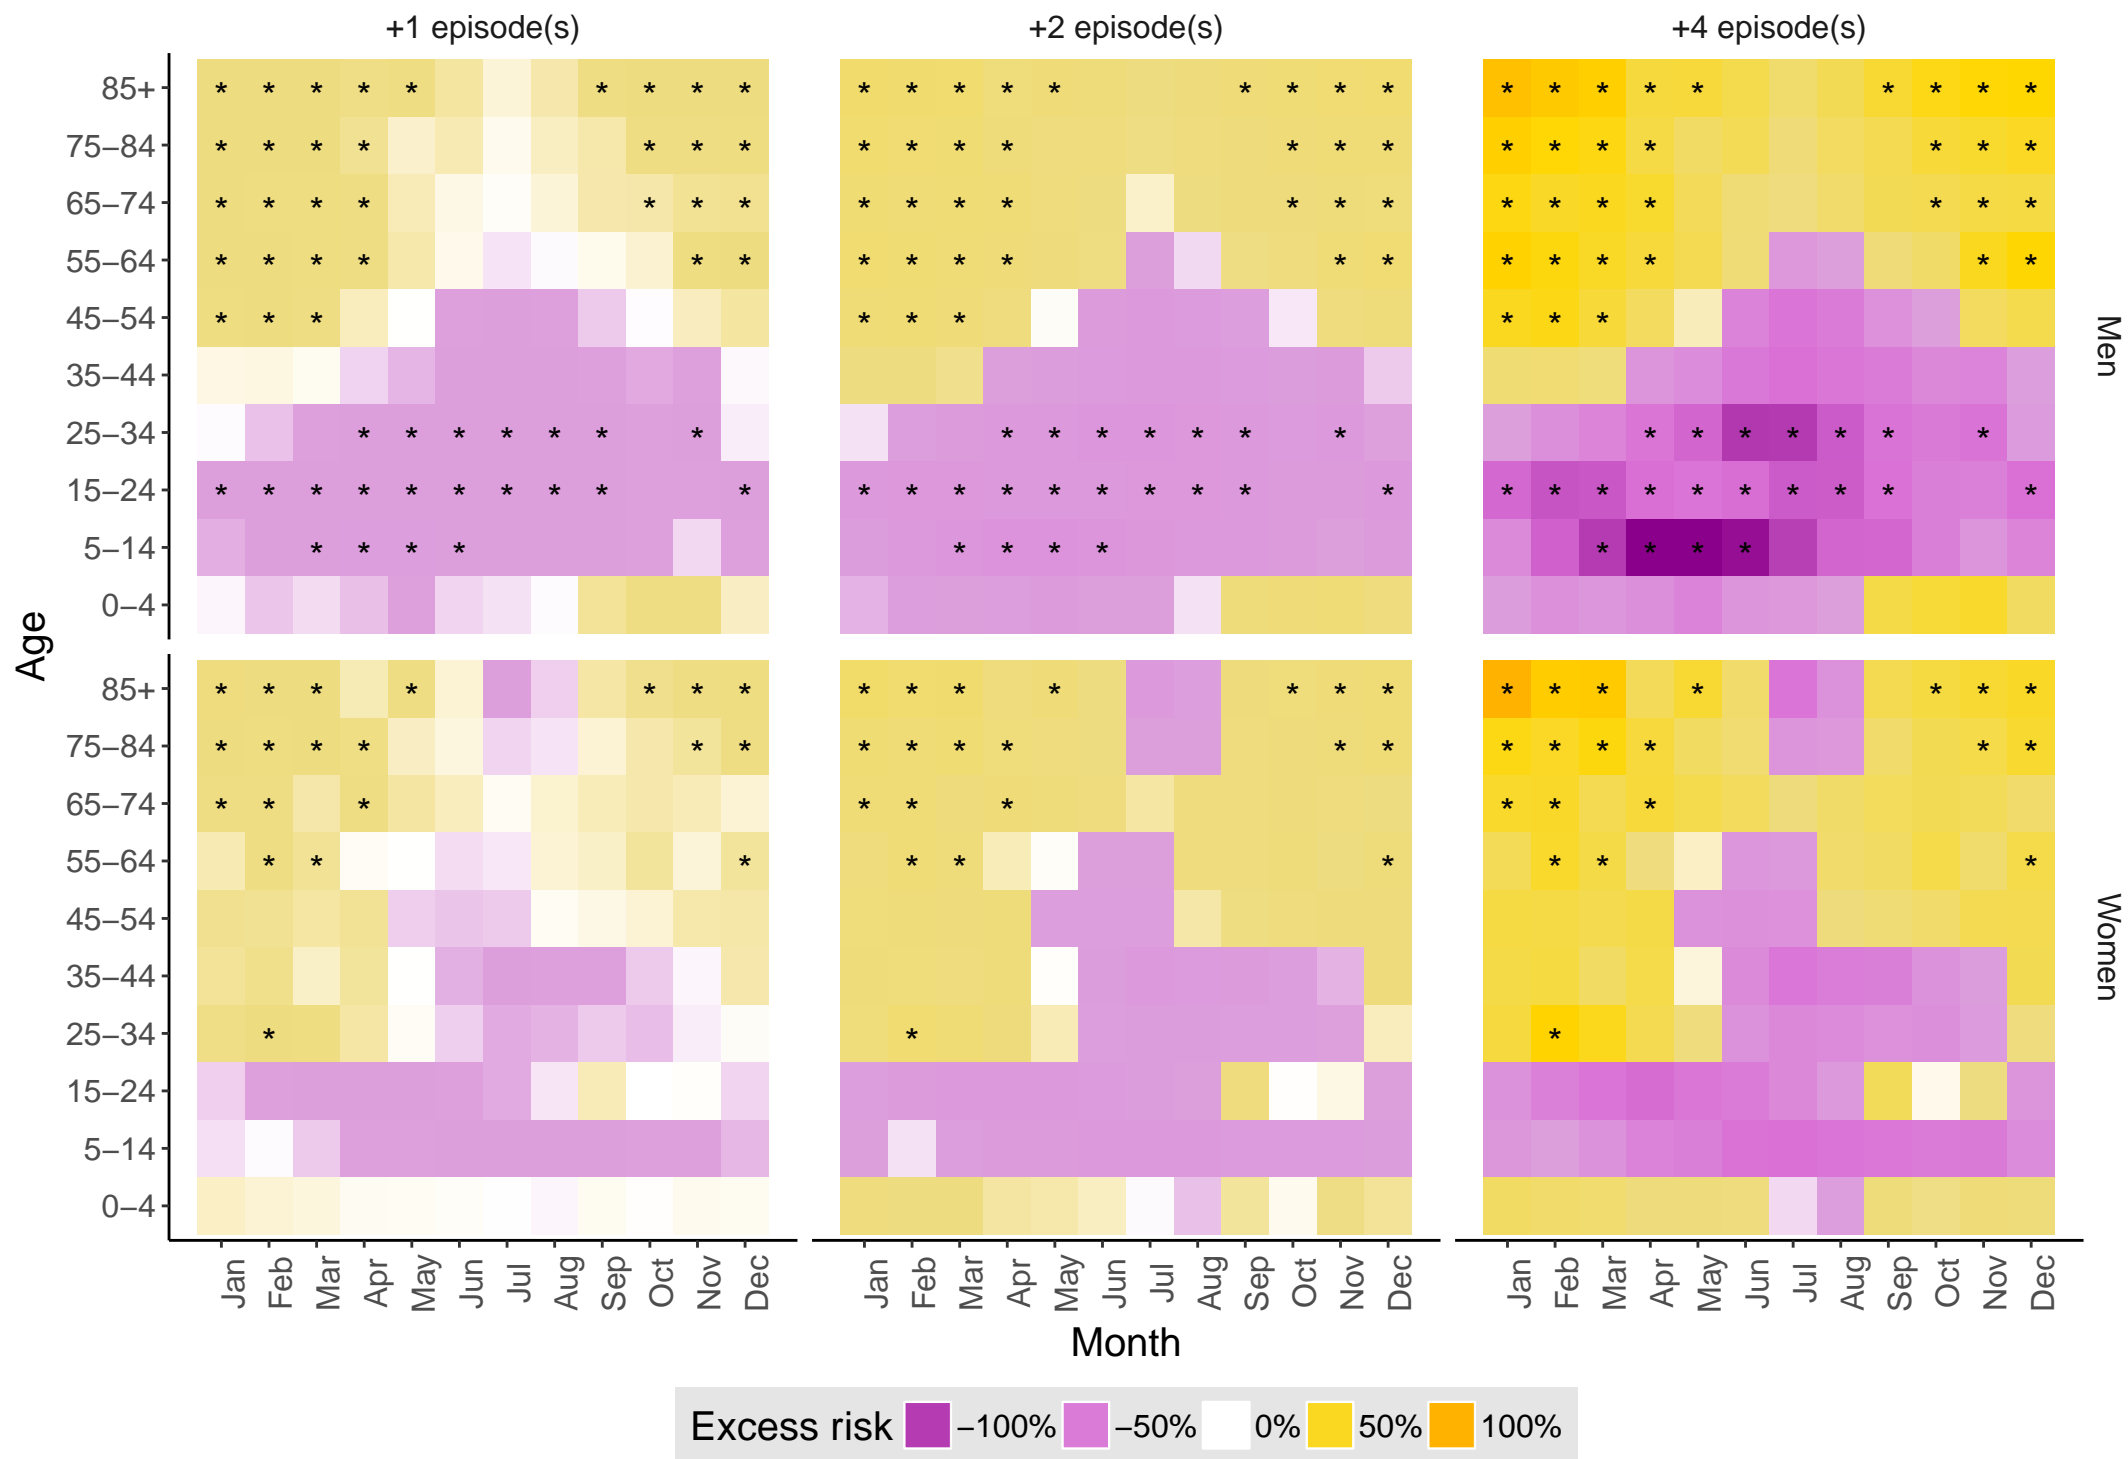 +1 episode(s) +2 episode(s) +4 episode(s)
85+ * * * * * * * * * * * * * * * * * * * * * * * * * * *
75−84 * * * * * * * * * * * * * * * * * * * * *
65−74 * * * * * * * * * * * * * * * * * * * * *
55−64 * * * * * * * * * * * * * * * * * *
45−54 * * * * * * * * *
35−44
25−34 * * * * * * * * * * * * * * * * * * * * *
15−24 * * * * * * * * * * * * * * * * * * * * * * * * * * * * * *
5−14 * * * * * * * * * * * *
0−4
Men
Age
85+ * * * * * * * * * * * * * * * * * * * * *
75−84 * * * * * * * * * * * * * * * * * *
65−74 * * * * * * * * *
55−64 * * * * * * * * *
45−54
35−44
25−34 * * *
15−24
5−14
0−4
Women
Jan Feb Mar Apr May Jun Jul Aug Sep Oct Nov Dec Jan Feb Mar Apr May Jun Jul Aug Sep Oct Nov Dec Jan Feb Mar Apr May Jun Jul Aug Sep Oct Nov Dec
Month
Excess risk −100% −50% 0% 50% 100%